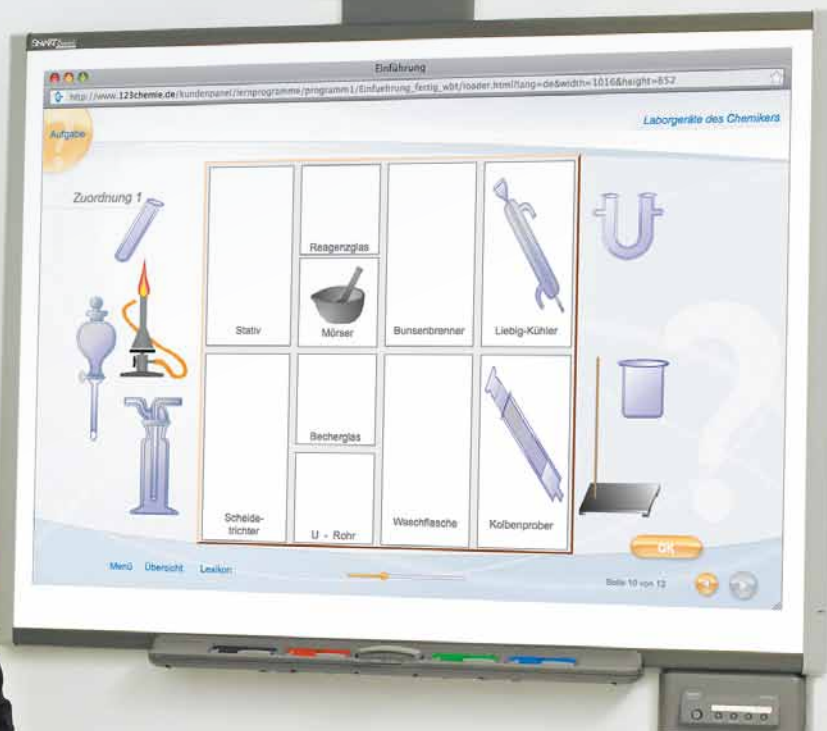 SMART
Einführung
http://www.123chemie.de/kundenpanel/lernprogramme/programm1/Einfuehrung_fertig_wbt/loader.html?lang=de&width=1016&height=652
Aufgabe
Laborgeräte des Chemikers
Zuordnung 1
Reagenzglas
Stativ
Mörser
Bunsenbrenner
Liebig-Kühler
Becherglas
Scheide-
trichter
U - Rohr
Waschflasche
Kolbenprober
OK
Menü Übersicht Lexikon
Seite 10 von 12